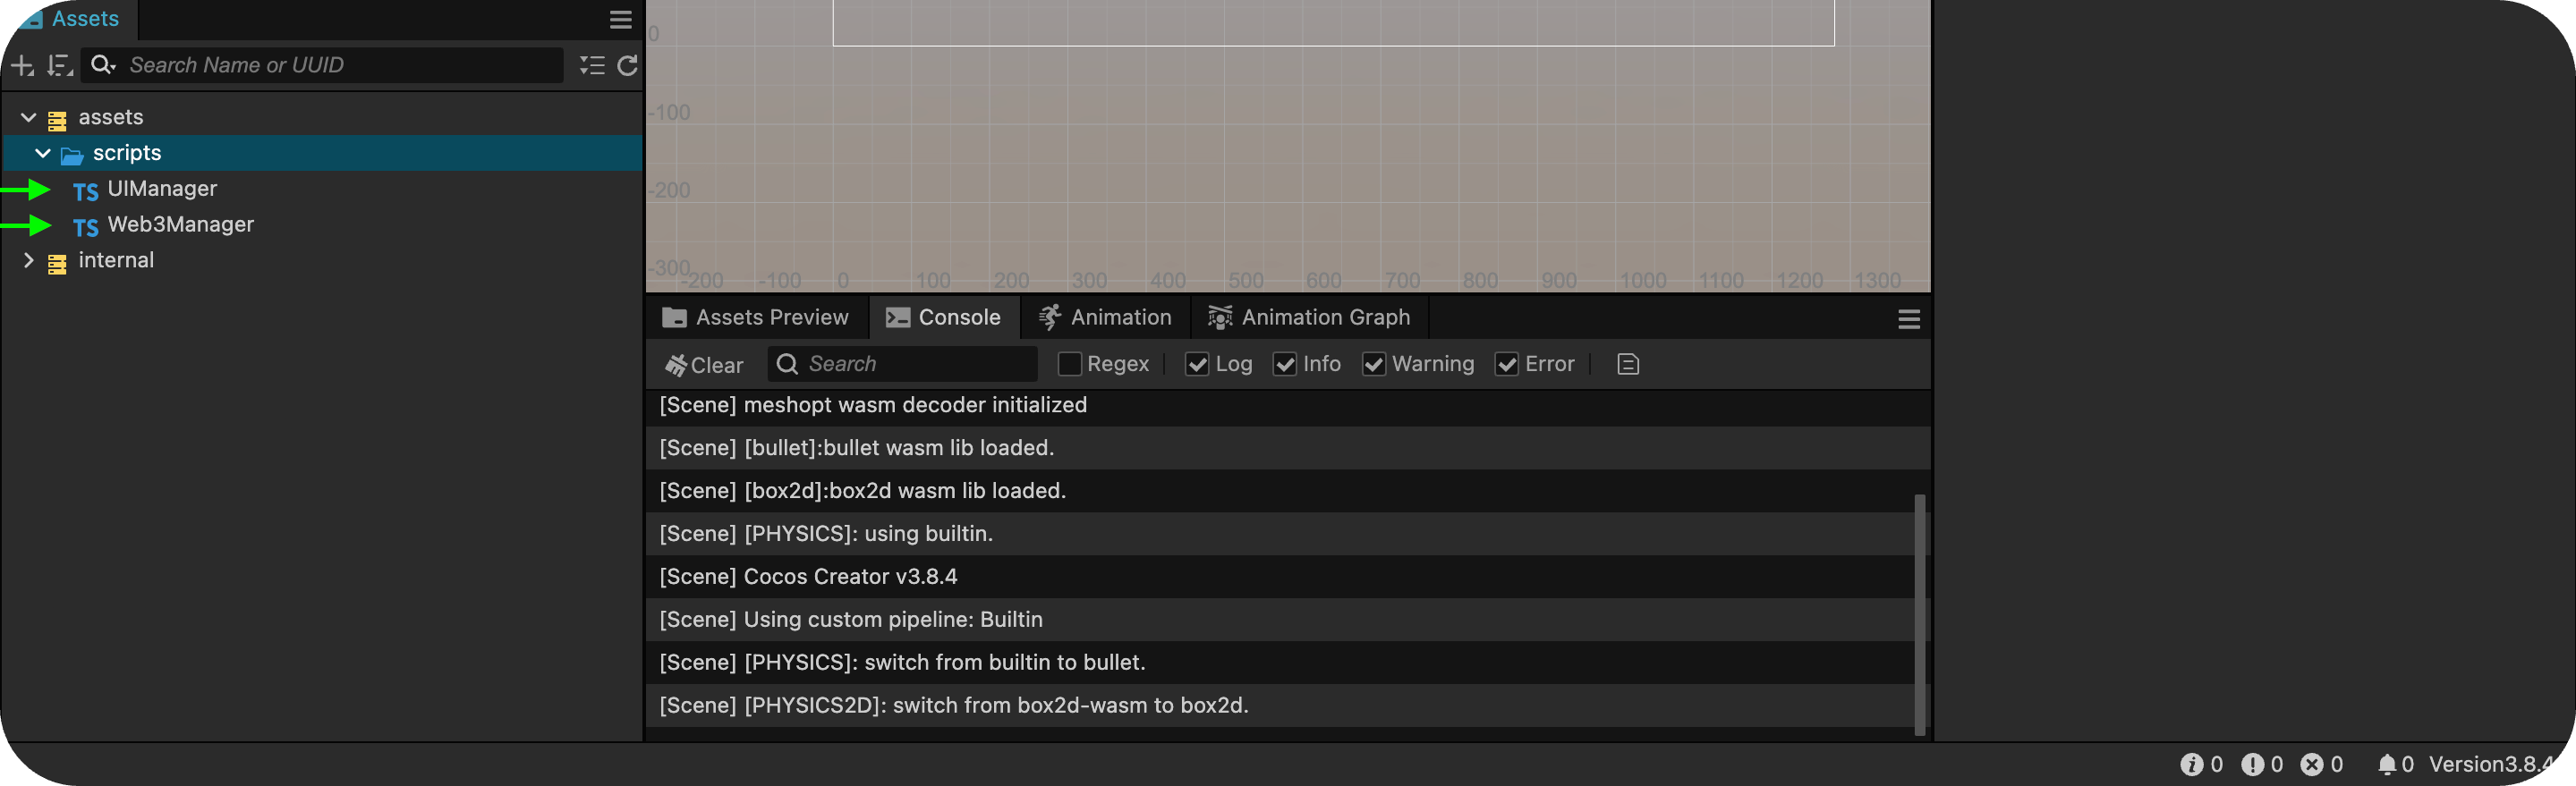 Assets
Search Name or UUID
assets
scripts
TS UIManager
TS Web3Manager
internal
0
-100
-200
-300
-200 -100 0 100 200 300 400 500 600 700 800 900 1000 1100 1200 1300
Assets Preview Console Animation Animation Graph
Clear Search Regex Log Info Warning Error
[Scene] meshopt wasm decoder initialized
[Scene] [bullet]:bullet wasm lib loaded.
[Scene] [box2d]:box2d wasm lib loaded.
[Scene] [PHYSICS]: using builtin.
[Scene] Cocos Creator v3.8.4
[Scene] Using custom pipeline: Builtin
[Scene] [PHYSICS]: switch from builtin to bullet.
[Scene] [PHYSICS2D]: switch from box2d-wasm to box2d.
0 0 0 0 Version3.8.4